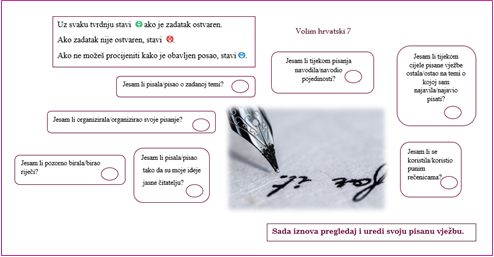 Uz svaku tvrdnju stavi ako je zadatak ostvaren.
Ako zadatak nije ostvaren, stavi .
Ako ne možeš procijeniti kako je obavljen posao, stavi .
Volim hrvatski 7
Jesam li pisala/pisao o zadanoj temi?
Jesam li tijekom pisanja
navodila/navodio
pojedinosti?
Jesam li tijekom
cijele pisane vježbe
ostala/ostao na temi o
kojoj sam
najavila/najavio
pisati?
Jesam li organizirala/organizirao svoje pisanje?
Jesam li pozorno birala/birao
riječi?
Jesam li pisala/pisao
tako da su moje ideje
jasne čitatelju?
for it.
Jesam li se
koristila/koristio
punim
rečenicama?
Sada iznova pregledaj i uredi svoju pisanu vježbu.